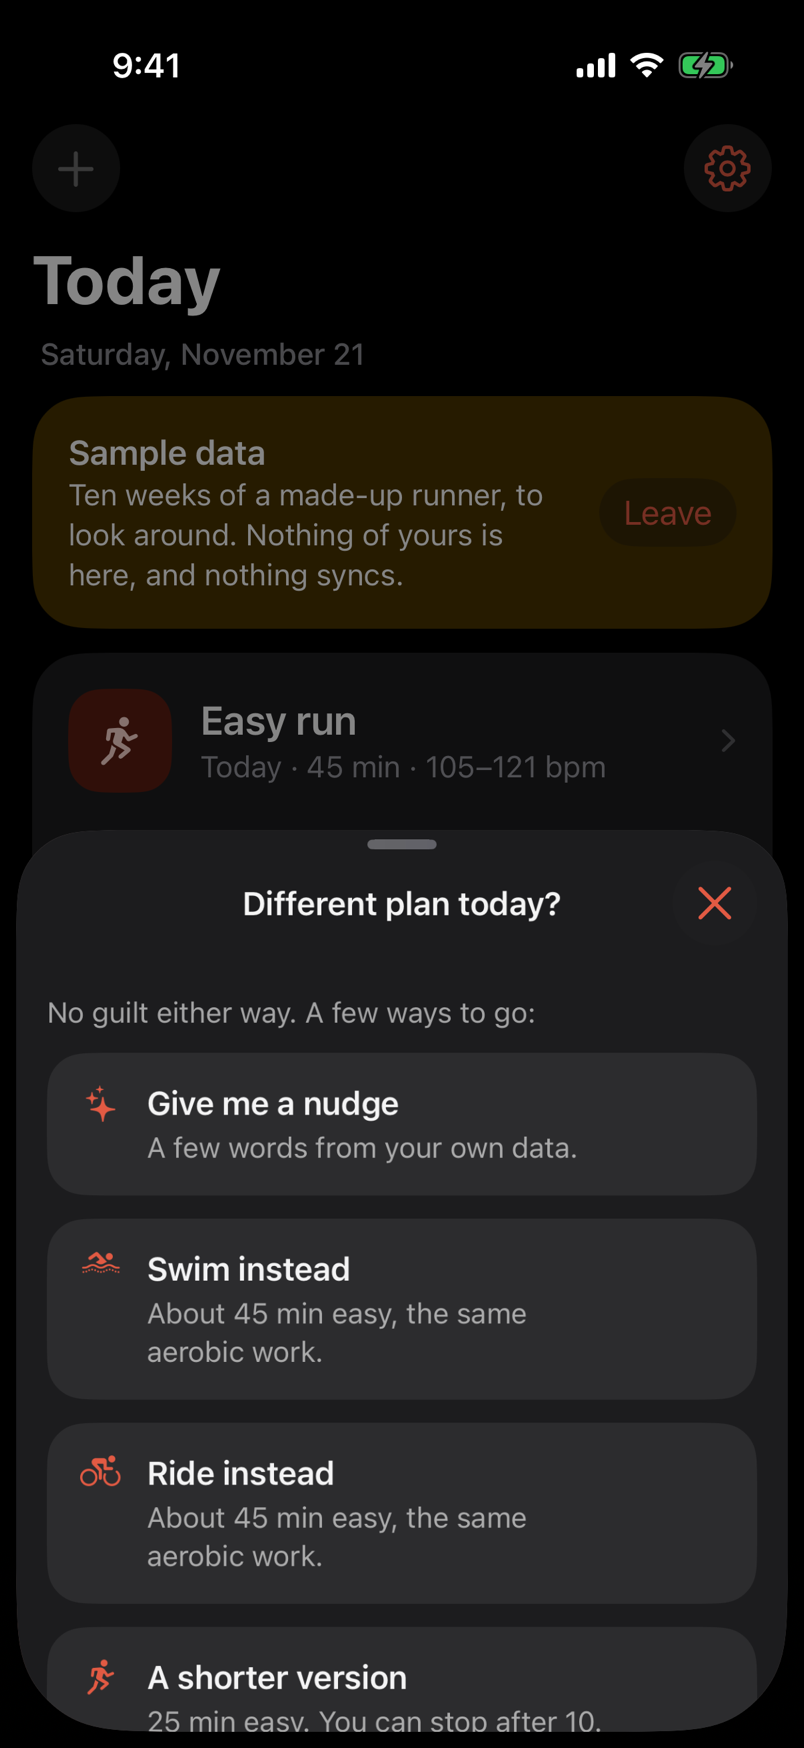 9:41
Today
Saturday, November 21
Sample data
Ten weeks of a made-up runner, to
look around. Nothing of yours is
here, and nothing syncs.
Leave
Easy run
Today · 45 min · 105–121 bpm
Different plan today?
No guilt either way. A few ways to go:
Give me a nudge
A few words from your own data.
Swim instead
About 45 min easy, the same
aerobic work.
Ride instead
About 45 min easy, the same
aerobic work.
A shorter version
25 min easy. You can stop after 10.